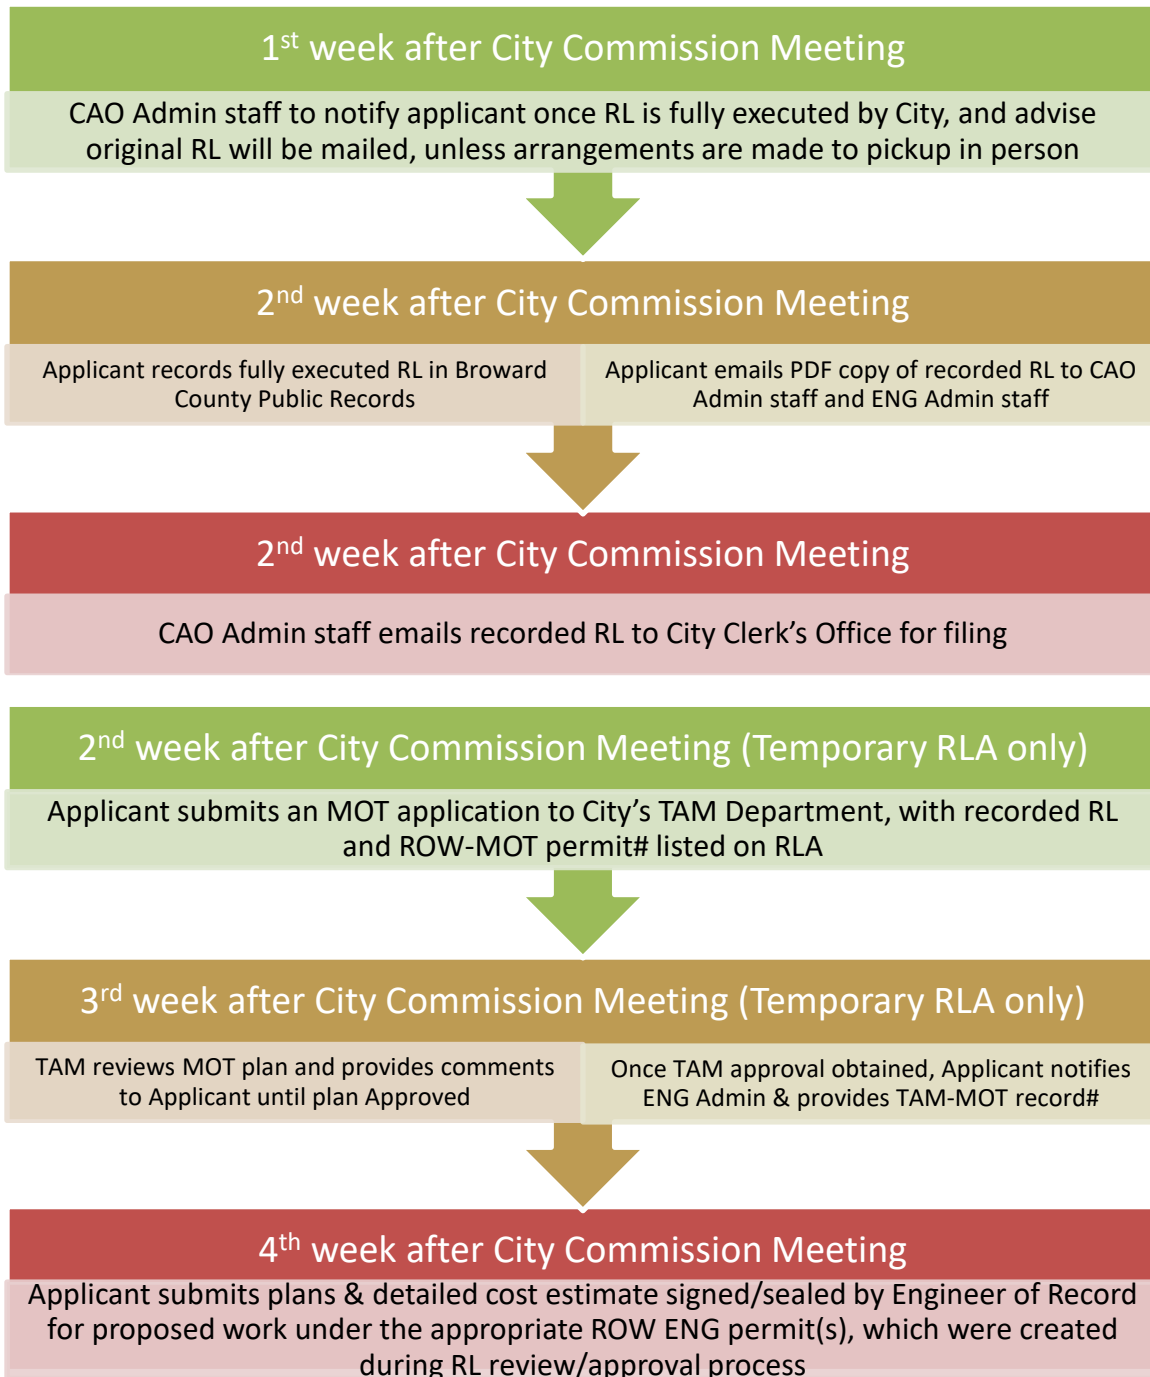 1st week after City Commission Meeting
CAO Admin staff to notify applicant once RL is fully executed by City, and advise
original RL will be mailed, unless arrangements are made to pickup in person
2nd week after City Commission Meeting
Applicant records fully executed RL in Broward
County Public Records
Applicant emails PDF copy of recorded RL to CAO
Admin staff and ENG Admin staff
2nd week after City Commission Meeting
CAO Admin staff emails recorded RL to City Clerk’s Office for filing
2nd week after City Commission Meeting (Temporary RLA only)
Applicant submits an MOT application to City’s TAM Department, with recorded RL
and ROW-MOT permit# listed on RLA
3rd week after City Commission Meeting (Temporary RLA only)
TAM reviews MOT plan and provides comments
to Applicant until plan Approved
Once TAM approval obtained, Applicant notifies
ENG Admin & provides TAM-MOT record#
4th week after City Commission Meeting
Applicant submits plans & detailed cost estimate signed/sealed by Engineer of Record
for proposed work under the appropriate ROW ENG permit(s), which were created
during RL review/approval process